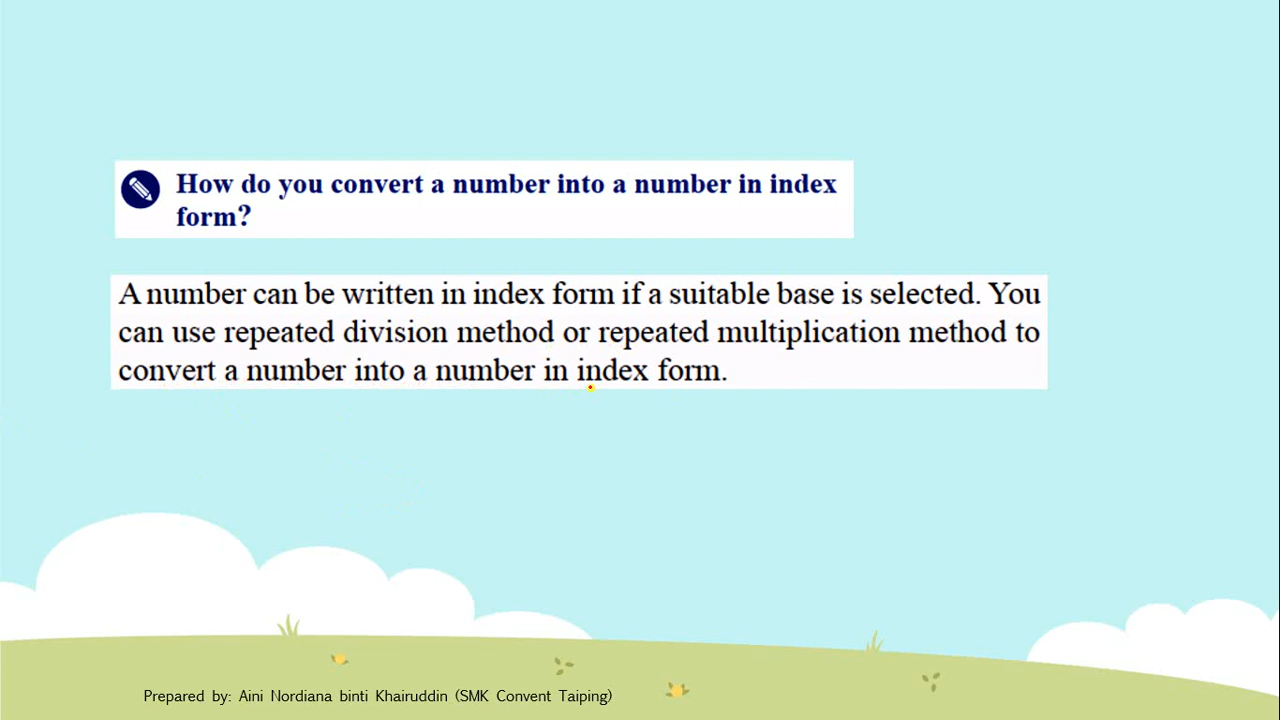 How do you convert a number into a number in index
form?
A number can be written in index form if a suitable base is selected. You
can use repeated division method or repeated multiplication method to
convert a number into a number in index form.
Prepared by: Aini Nordiana binti Khairuddin (SMK Convent Taiping)